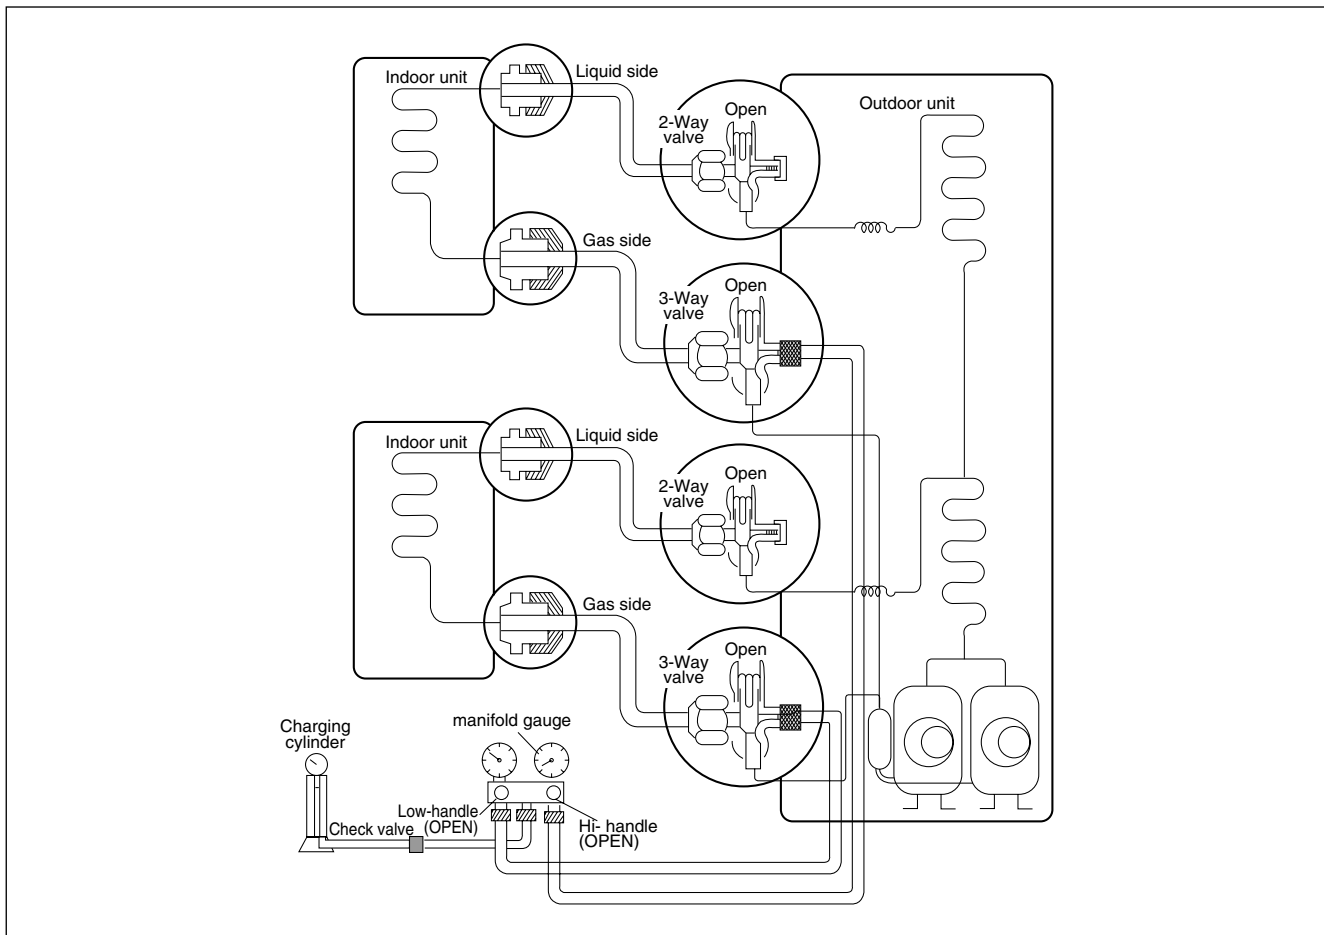 Indoor unit
Liquid side
2-Way
valve
Open
Outdoor unit
Gas side
3-Way
valve
Open
Indoor unit
Liquid side
2-Way
valve
Open
Gas side
3-Way
valve
Open
Charging
cylinder
manifold gauge
Low-handle
(OPEN)
Check valve
Hi- handle
(OPEN)